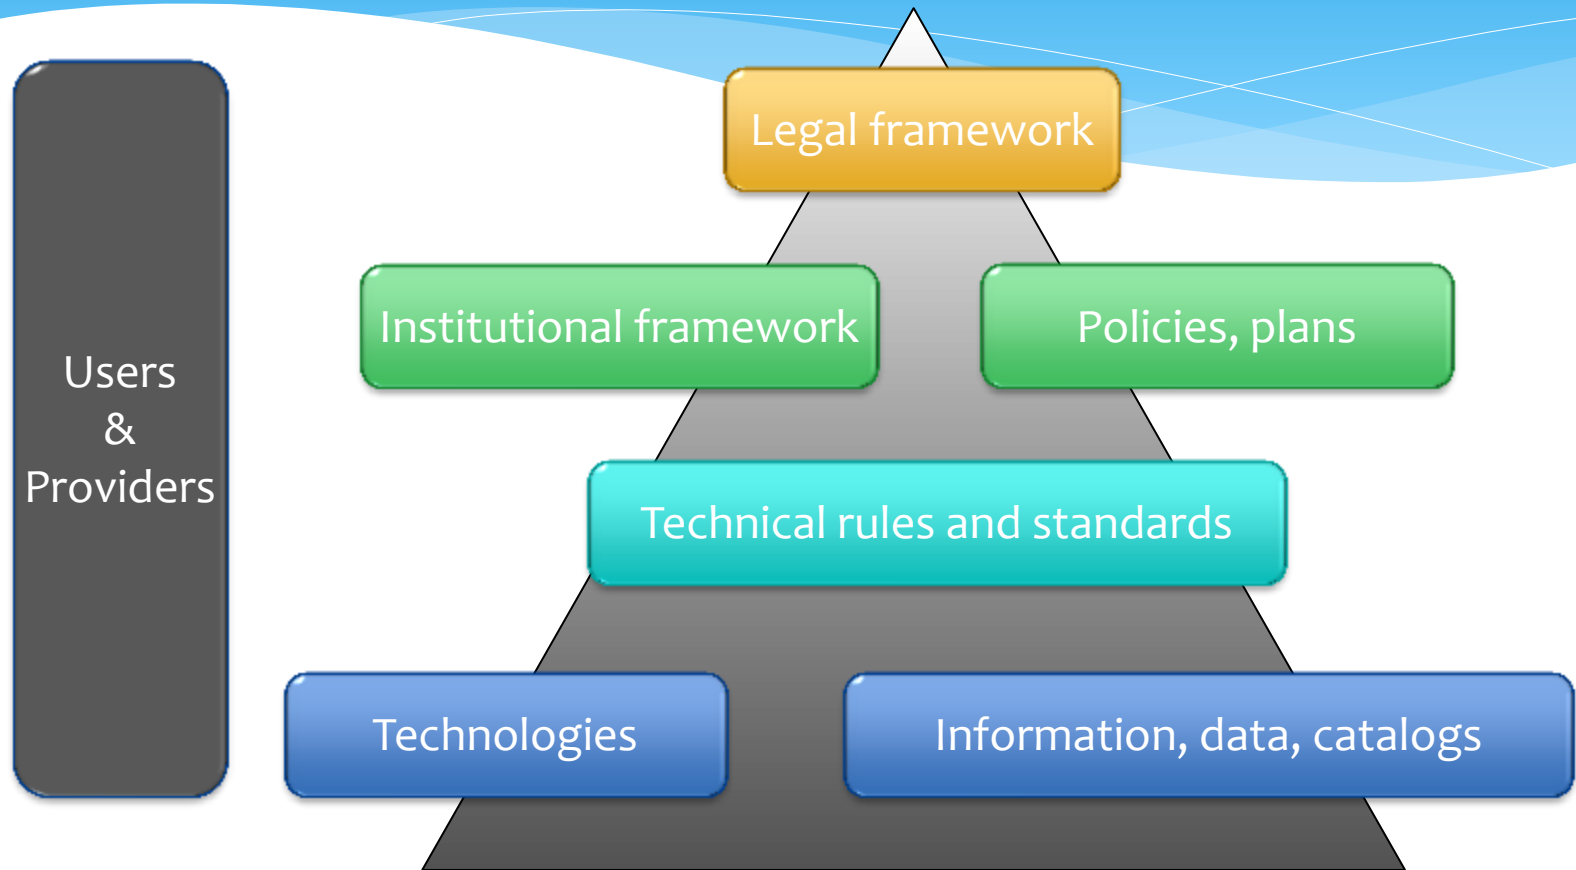 Legal framework
Institutional framework
Policies, plans
Users
&
Providers
Technical rules and standards
Technologies
Information, data, catalogs